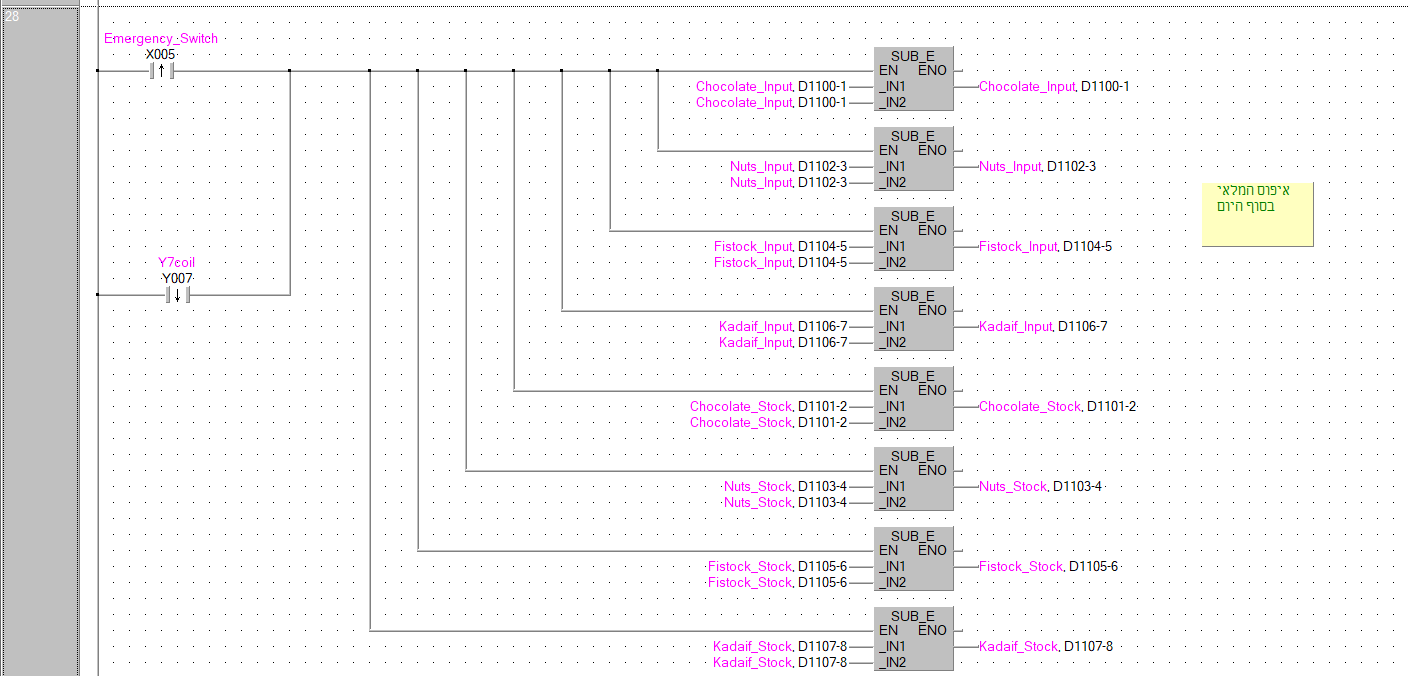 28
Emergency_Switch
X005
SUB_E
EN ENO
Chocolate_Input, D1100-1 _IN1 Chocolate_Input, D1100-1
Chocolate_Input, D1100-1 _IN2
SUB_E
EN ENO
Nuts_Input, D1102-3 _IN1 Nuts_Input, D1102-3
Nuts_Input, D1102-3 _IN2
איפוס המלאי
בסוף היום
SUB_E
EN ENO
Fistock_Input, D1104-5 _IN1 Fistock_Input, D1104-5
Fistock_Input, D1104-5 _IN2
Y7coil
Y007
SUB_E
EN ENO
Kadaif_Input, D1106-7 _IN1 Kadaif_Input, D1106-7
Kadaif_Input, D1106-7 _IN2
SUB_E
EN ENO
Chocolate_Stock, D1101-2 _IN1 Chocolate_Stock, D1101-2
Chocolate_Stock, D1101-2 _IN2
SUB_E
EN ENO
Nuts_Stock, D1103-4 _IN1 Nuts_Stock, D1103-4
Nuts_Stock, D1103-4 _IN2
SUB_E
EN ENO
Fistock_Stock, D1105-6 _IN1 Fistock_Stock, D1105-6
Fistock_Stock, D1105-6 _IN2
SUB_E
EN ENO
Kadaif_Stock, D1107-8 _IN1 Kadaif_Stock, D1107-8
Kadaif_Stock, D1107-8 _IN2